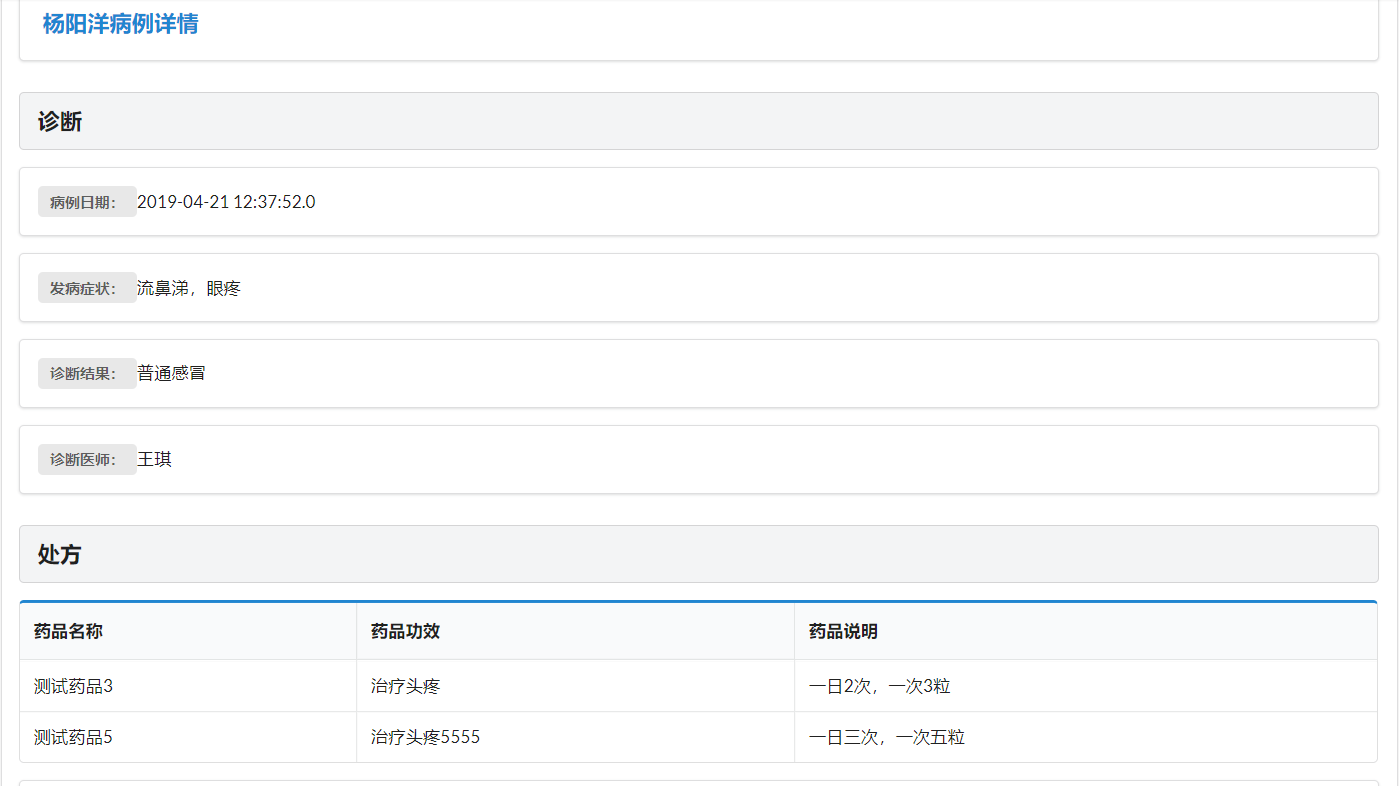 杨阳洋病例详情
诊断
病例日期： 2019-04-21 12:37:52.0
发病症状： 流鼻涕，眼疼
诊断结果： 普通感冒
诊断医师： 王琪
处方
药品名称 药品功效 药品说明
测试药品3 治疗头疼 一日2次，一次3粒
测试药品5 治疗头疼5555 一日三次，一次五粒